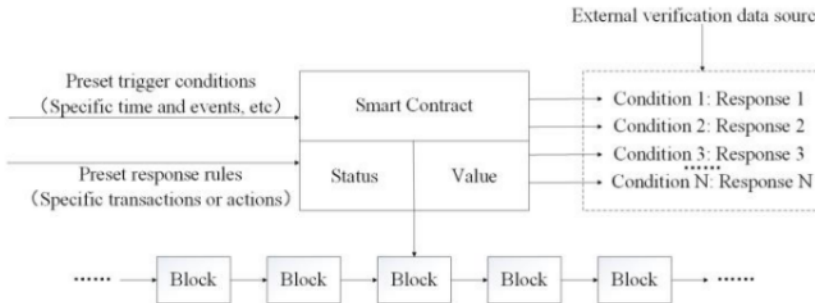 External verification data source
Preset trigger conditions
（Specific time and events, etc）
Smart Contract
Condition 1: Response 1
Condition 2: Response 2
Preset response rules
（Specific transactions or actions）
Status
Value
Condition 3: Response 3
······
Condition N: Response N
······
Block
Block
Block
Block
Block
······